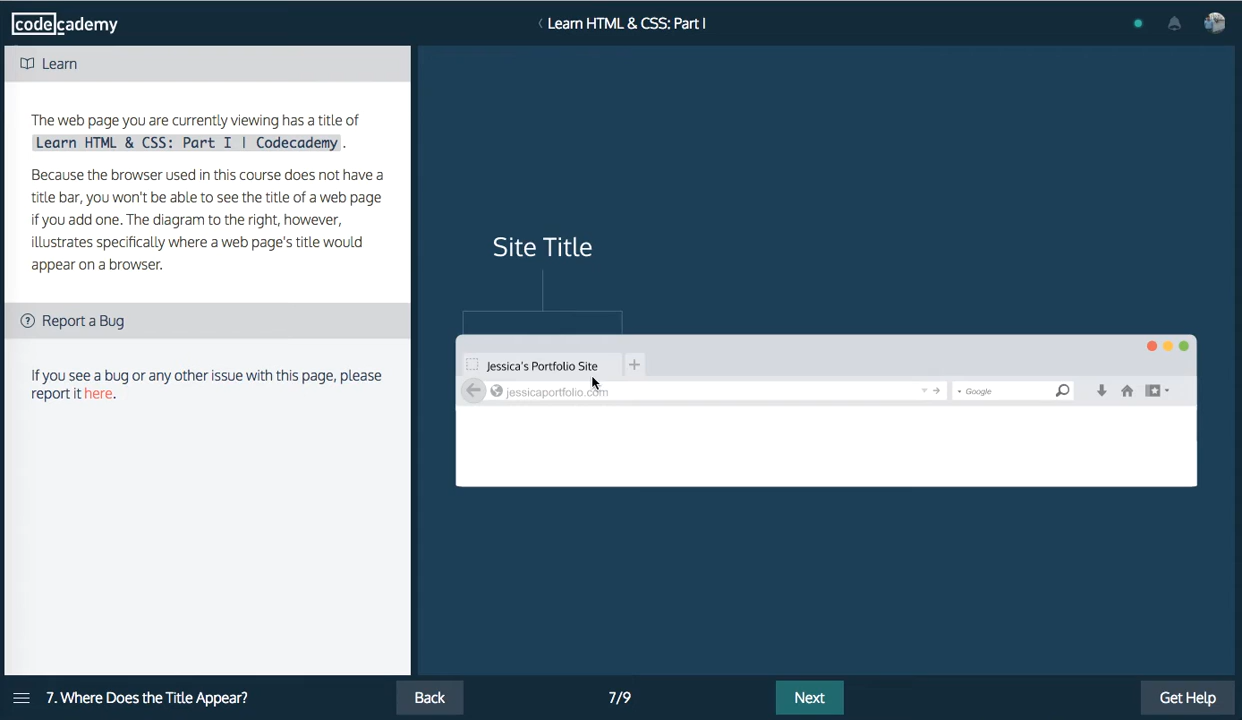 codecademy
Learn HTML & CSS: Part I
Learn
The web page you are currently viewing has a title of
Learn HTML & CSS: Part I | Codecademy.
Because the browser used in this course does not have a
title bar, you won't be able to see the title of a web page
if you add one. The diagram to the right, however,
illustrates specifically where a web page's title would
appear on a browser.
Report a Bug
If you see a bug or any other issue with this page, please
report it here.
Site Title
Jessica's Portfolio Site
jessicaportfolio.com
Google
7. Where Does the Title Appear?
Back
7/9
Next
Get Help